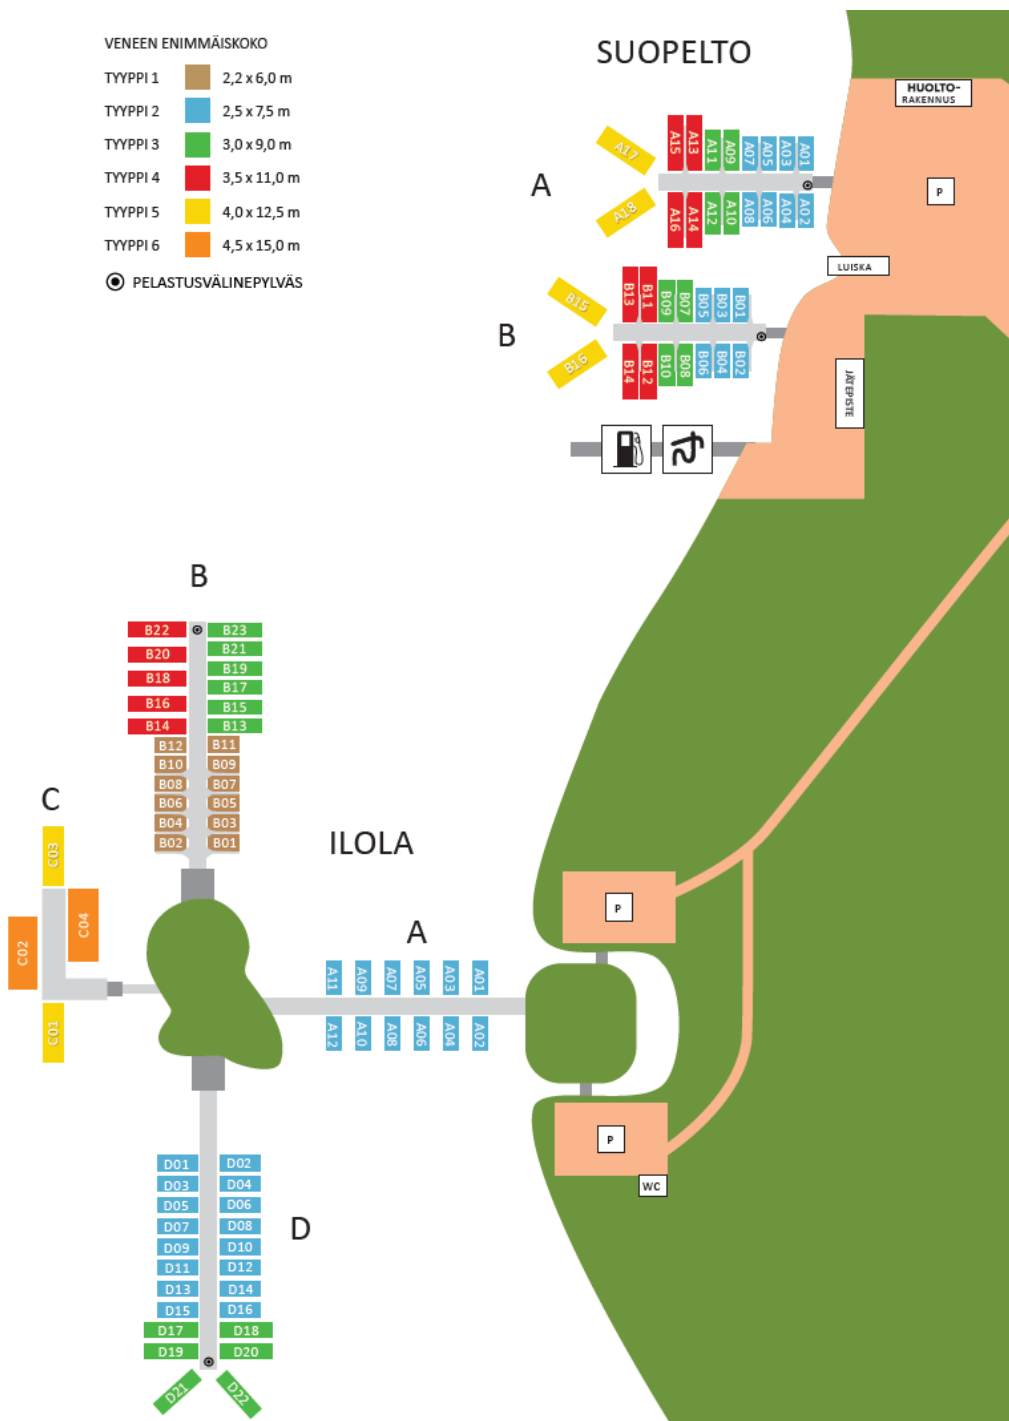 VENEEN ENIMMÄISKOKO
TYYPPI 1 2,2 x 6,0 m
TYYPPI 2 2,5 x 7,5 m
TYYPPI 3 3,0 x 9,0 m
TYYPPI 4 3,5 x 11,0 m
TYYPPI 5 4,0 x 12,5 m
TYYPPI 6 4,5 x 15,0 m
PELASTUSVÄLINEPYLVÄS
SUOPELTO
HUOLTO-
RAKENNUS
P
LUISKA
JÄTEPISTE
A
A17 A15 A13 A11 A09 A07 A05 A03 A01
A18 A16 A14 A12 A10 A08 A06 A04 A02
B
B15 B13 B11 B09 B07 B05 B03 B01
B16 B14 B12 B10 B08 B06 B04 B02
B
B22 B23
B20 B21
B18 B19
B17
B16 B15
B14 B13
B12 B11
B10 B09
B08 B07
B06 B05
B04 B03
B02 B01
C
C03
C04
C02
C01
ILOLA
A
A11 A09 A07 A05 A03 A01
A12 A10 A08 A06 A04 A02
P
P
WC
D
D01 D02
D03 D04
D05 D06
D07 D08
D09 D10
D11 D12
D13 D14
D15 D16
D17 D18
D19 D20
D21 D22